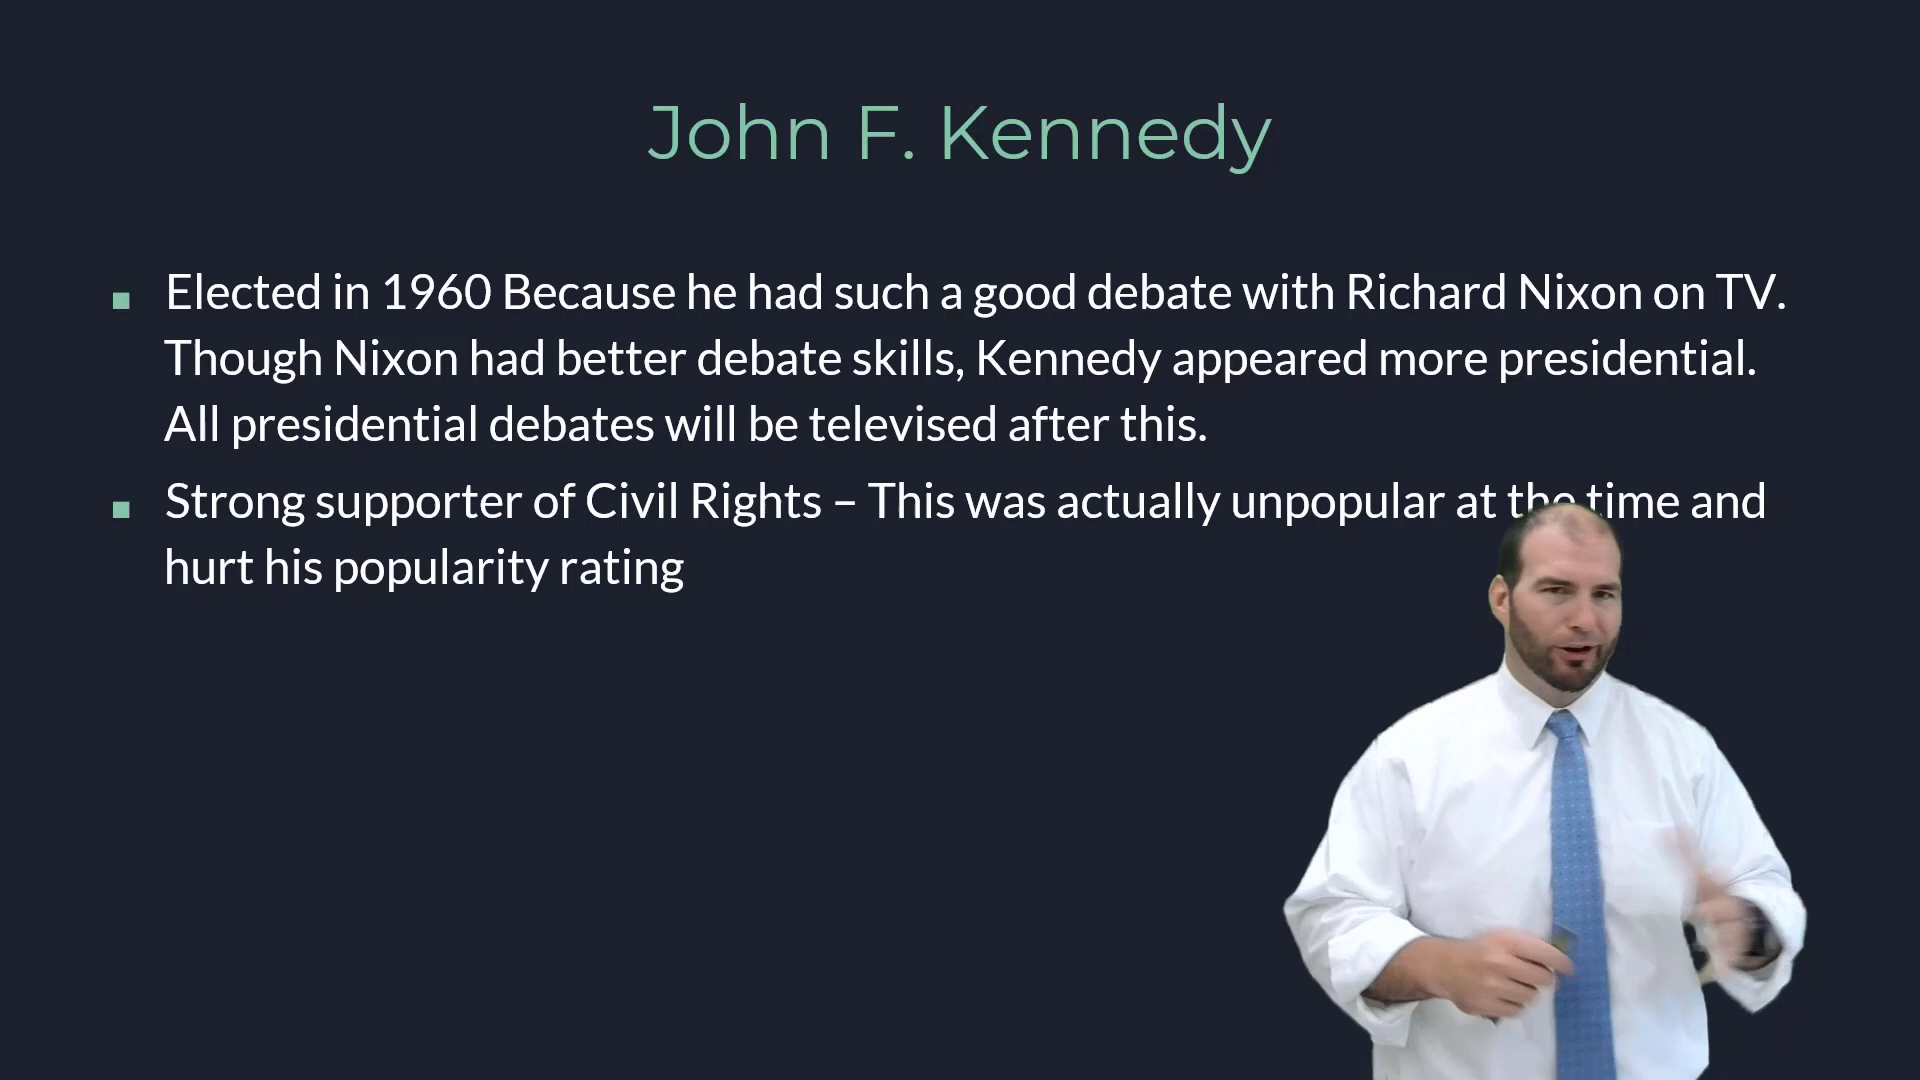 John F. Kennedy
Elected in 1960 Because he had such a good debate with Richard Nixon on TV.
Though Nixon had better debate skills, Kennedy appeared more presidential.
All presidential debates will be televised after this.
Strong supporter of Civil Rights – This was actually unpopular at the time and
hurt his popularity rating